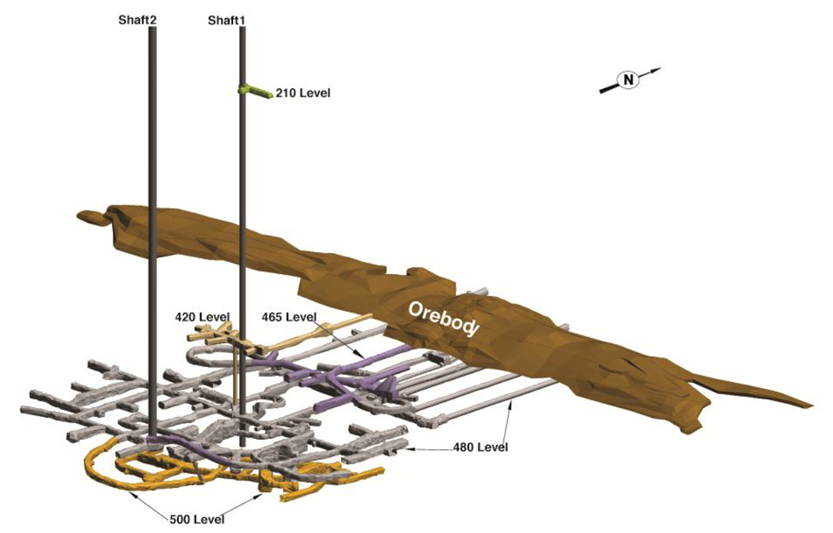 Shaft2
Shaft1
N
210 Level
420 Level
465 Level
Orebody
480 Level
500 Level